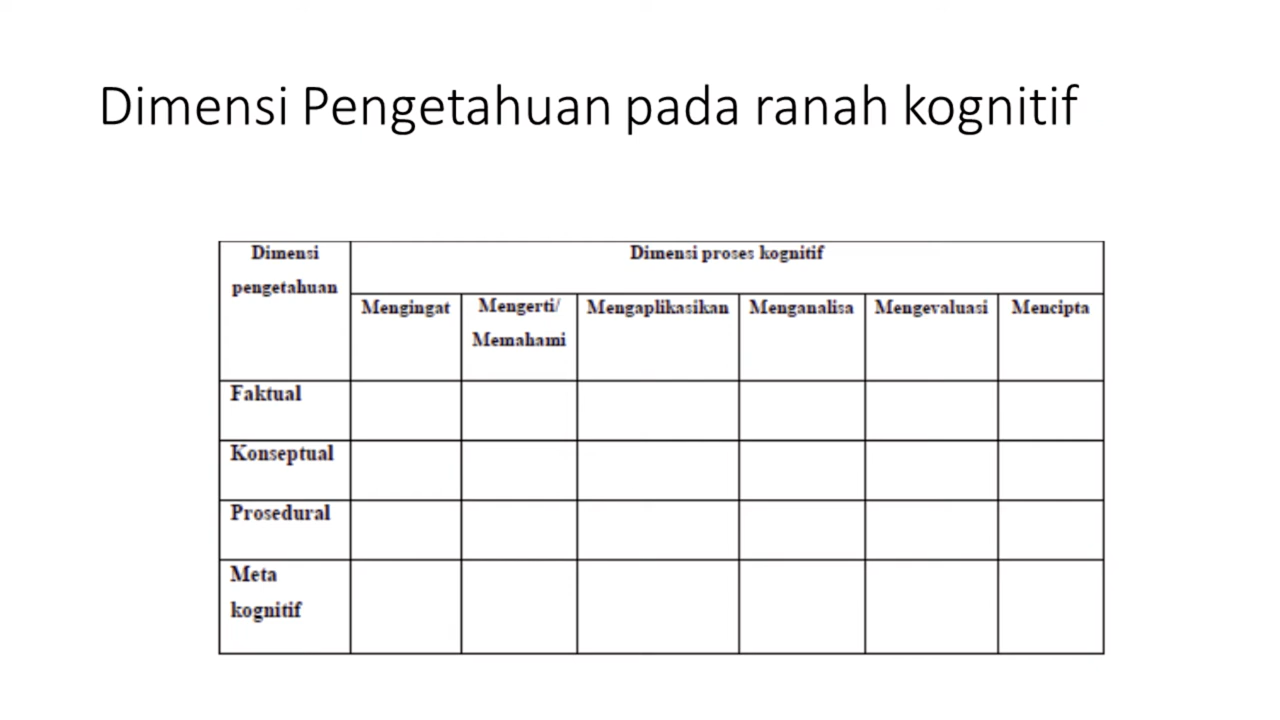 Dimensi Pengetahuan pada ranah kognitif
Dimensi
pengetahuan
Dimensi proses kognitif
Mengingat
Mengerti/
Memahami
Mengaplikasikan
Menganalisa
Mengevaluasi
Mencipta
Faktual
Konseptual
Prosedural
Meta
kognitif